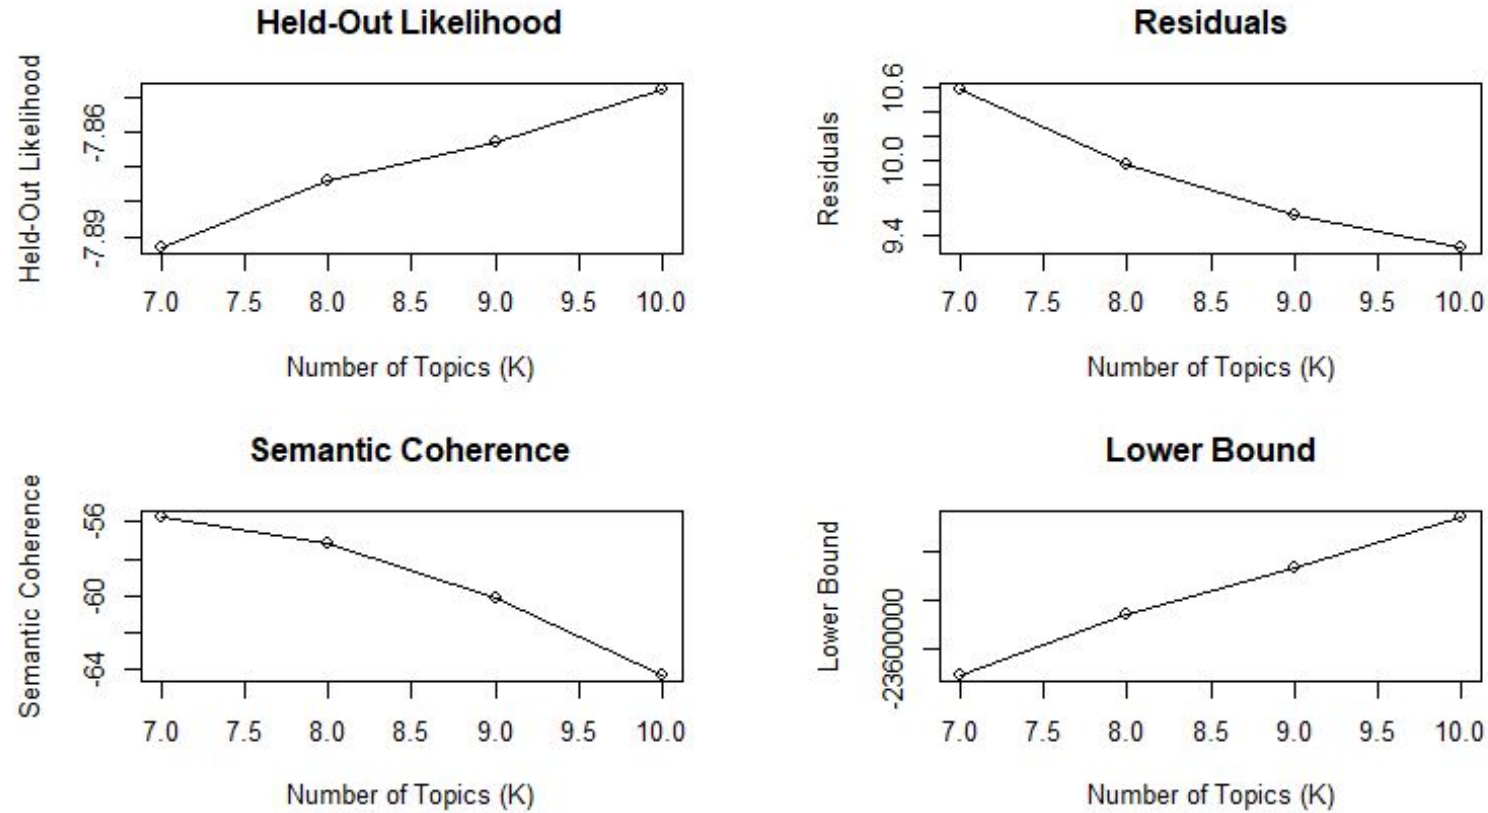 Held-Out Likelihood
Held-Out Likelihood
-7.86
-7.89
7.0 7.5 8.0 8.5 9.0 9.5 10.0
Number of Topics (K)
Residuals
Residuals
10.6
10.0
9.4
7.0 7.5 8.0 8.5 9.0 9.5 10.0
Number of Topics (K)
Semantic Coherence
Semantic Coherence
-56
-60
-64
7.0 7.5 8.0 8.5 9.0 9.5 10.0
Number of Topics (K)
Lower Bound
Lower Bound
-23600000
7.0 7.5 8.0 8.5 9.0 9.5 10.0
Number of Topics (K)